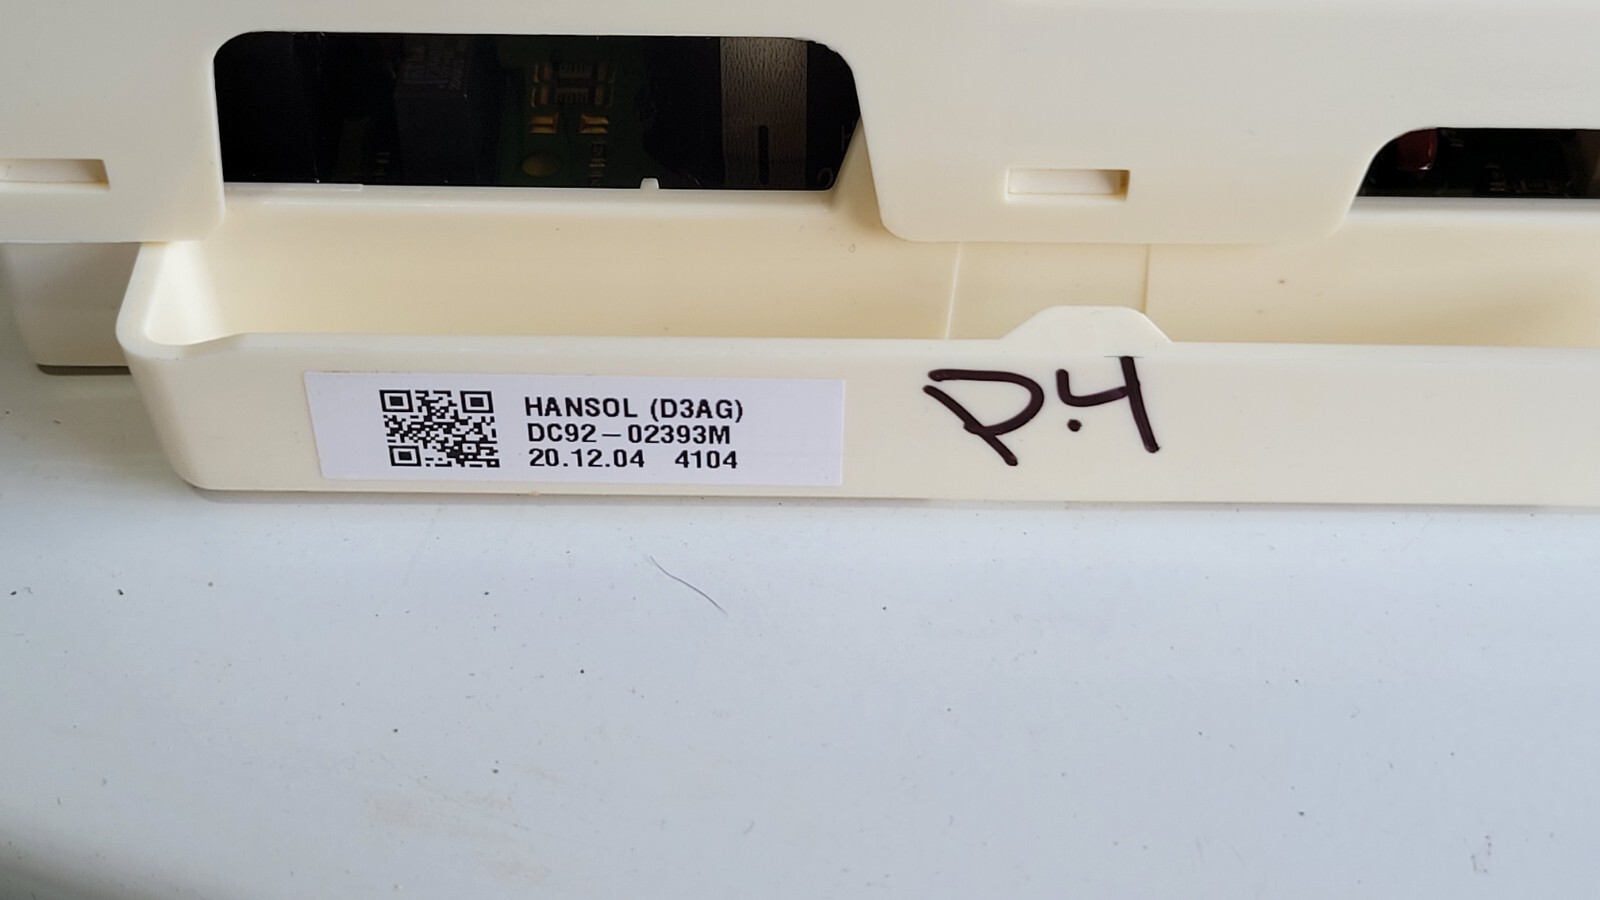 HANSOL (D3AG)
DC92-02393M
20.12.04 4104
D.4